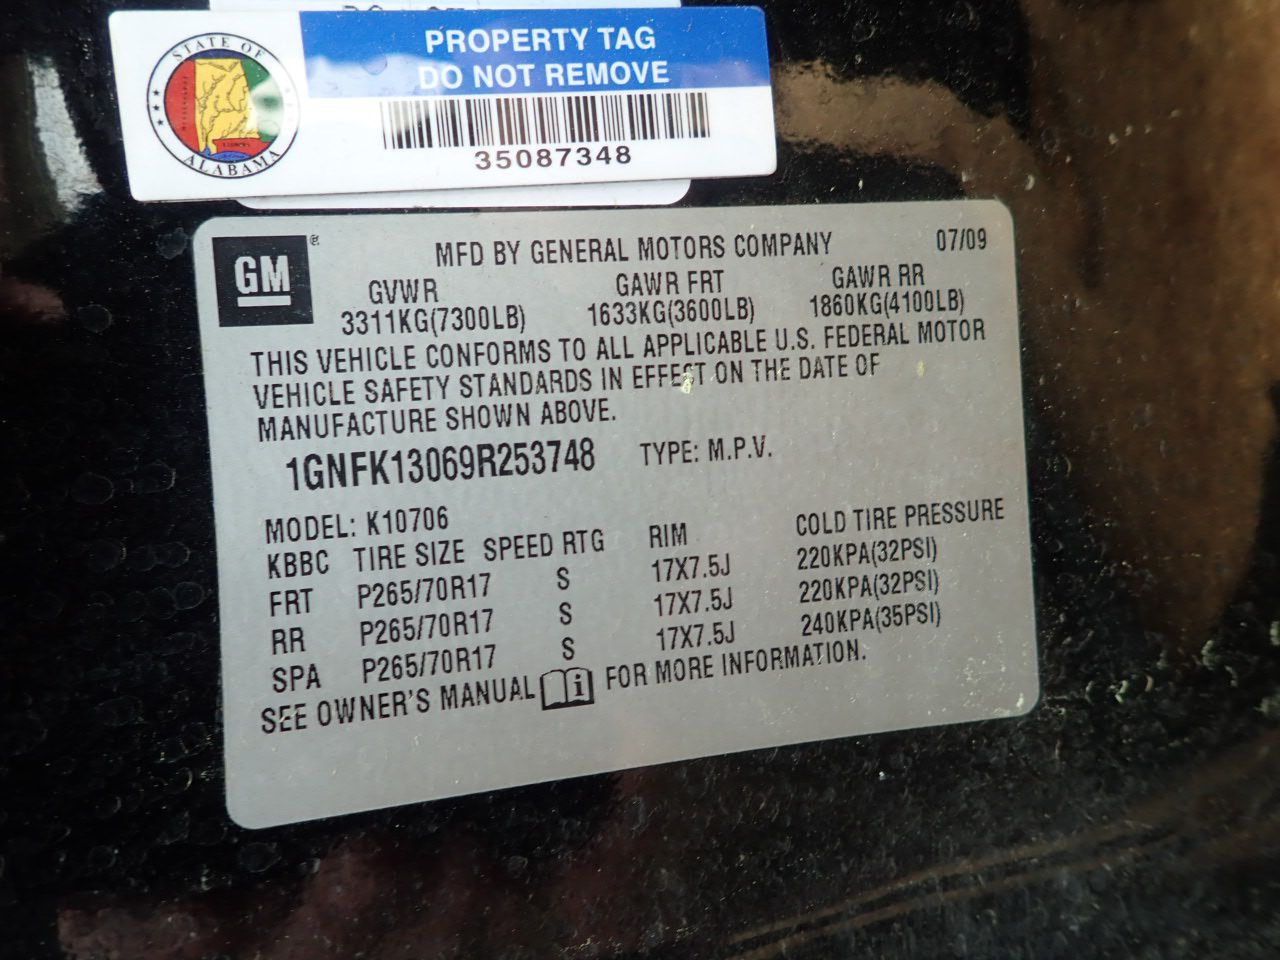 PROPERTY TAG
DO NOT REMOVE
STATE OF
ALABAMA
35087348
GM®
MFD BY GENERAL MOTORS COMPANY 07/09
GVWR GAWR FRT GAWR RR
3311KG(7300LB) 1633KG(3600LB) 1860KG(4100LB)
THIS VEHICLE CONFORMS TO ALL APPLICABLE U.S. FEDERAL MOTOR
VEHICLE SAFETY STANDARDS IN EFFECT ON THE DATE OF
MANUFACTURE SHOWN ABOVE.
1GNFK13069R253748 TYPE: M.P.V.
MODEL: K10706
KBBC TIRE SIZE SPEED RTG RIM COLD TIRE PRESSURE
FRT P265/70R17 S 17X7.5J 220KPA(32PSI)
RR P265/70R17 S 17X7.5J 220KPA(32PSI)
SPA P265/70R17 S 17X7.5J 240KPA(35PSI)
SEE OWNER'S MANUAL i FOR MORE INFORMATION.